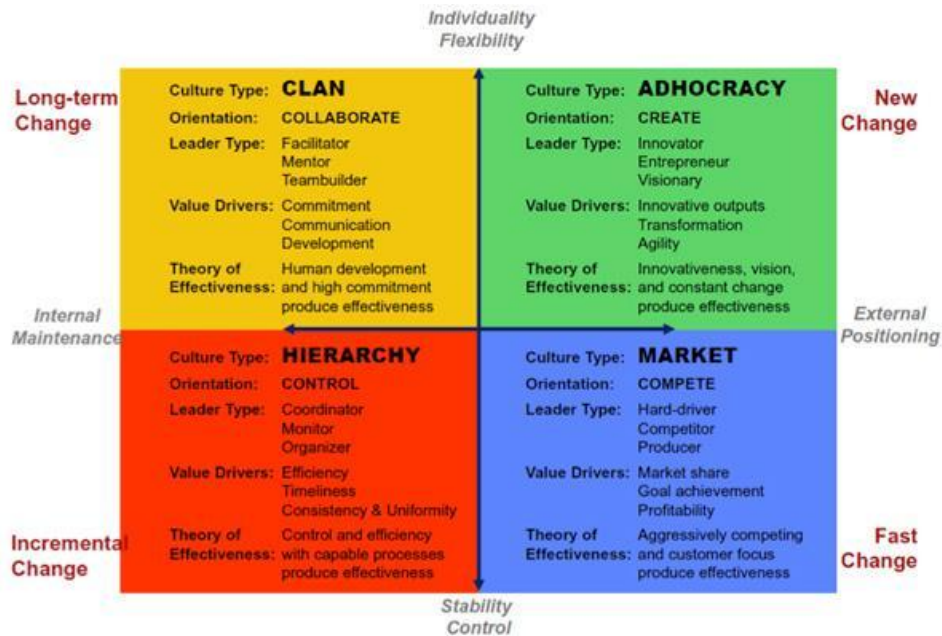 Individuality
Flexibility
Long-term
Change
Culture Type: CLAN
Orientation: COLLABORATE
Leader Type: Facilitator
Mentor
Teambuilder
Value Drivers: Commitment
Communication
Development
Theory of Human development
Effectiveness: and high commitment
produce effectiveness
Culture Type: ADHOCRACY
Orientation: CREATE
Leader Type: Innovator
Entrepreneur
Visionary
Value Drivers: Innovative outputs
Transformation
Agility
Theory of Innovativeness, vision,
Effectiveness: and constant change
produce effectiveness
New
Change
Internal
Maintenance
External
Positioning
Culture Type: HIERARCHY
Orientation: CONTROL
Leader Type: Coordinator
Monitor
Organizer
Value Drivers: Efficiency
Timeliness
Consistency & Uniformity
Theory of Control and efficiency
Effectiveness: with capable processes
produce effectiveness
Incremental
Change
Culture Type: MARKET
Orientation: COMPETE
Leader Type: Hard-driver
Competitor
Producer
Value Drivers: Market share
Goal achievement
Profitability
Theory of Aggressively competing
Effectiveness: and customer focus
produce effectiveness
Fast
Change
Stability
Control